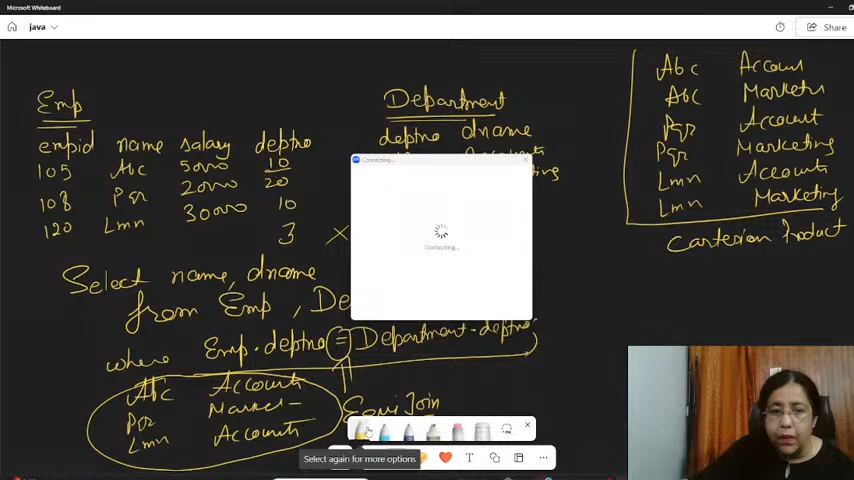 Microsoft Whiteboard
java
Share
Emp
empid name salary deptno
105 Abc 5000 10
108 Pqr 20000 20
120 Lmn 30000 10
3 ×
Department
deptno dname
Connecting...
Connecting...
Select name, dname
from Emp, De
where Emp.deptno = Department.deptno
Abc Accounts
Pqr Market-
Lmn Accounts
Equi Join
Select again for more options
T
Abc Accoun
Abc Marketn
Pqr Account
Pqr Marketing
Lmn Accounts
Lmn Marketing
Cartesian Product